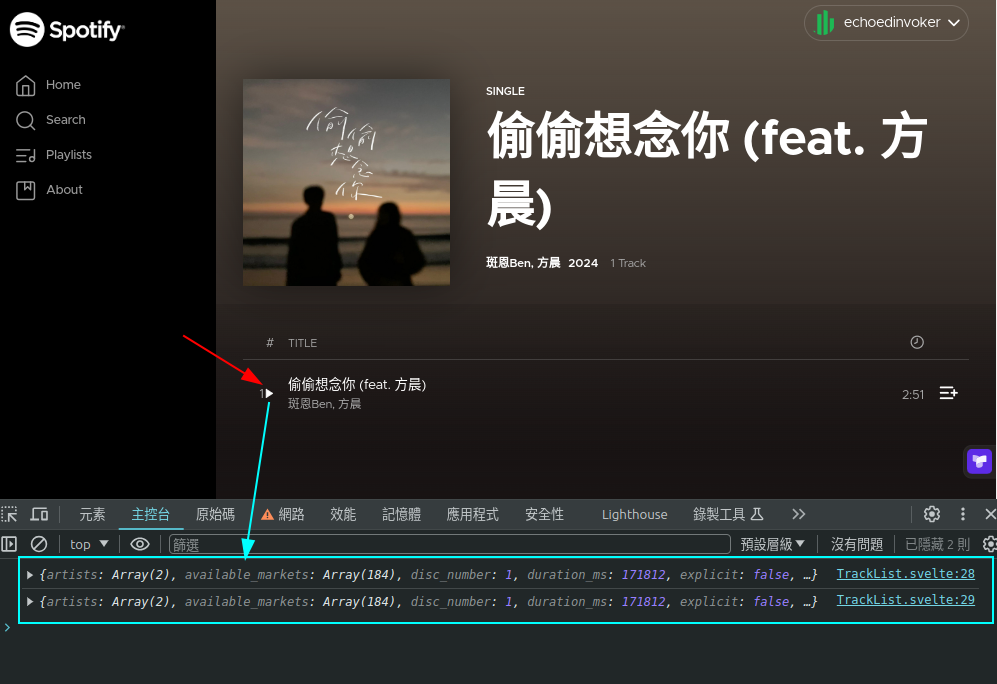 Spotify
echoedinvoker
Home
Search
Playlists
About
偷偷想念你
SINGLE
偷偷想念你 (feat. 方
晨)
斑恩Ben, 方晨 2024 1 Track
# TITLE
1 偷偷想念你 (feat. 方晨) 2:51
斑恩Ben, 方晨
元素 主控台 原始碼 網路 效能 記憶體 應用程式 安全性 Lighthouse 錄製工具
top 篩選 預設層級 沒有問題 已隱藏 2 則
{artists: Array(2), available_markets: Array(184), disc_number: 1, duration_ms: 171812, explicit: false, …} TrackList.svelte:28
{artists: Array(2), available_markets: Array(184), disc_number: 1, duration_ms: 171812, explicit: false, …} TrackList.svelte:29